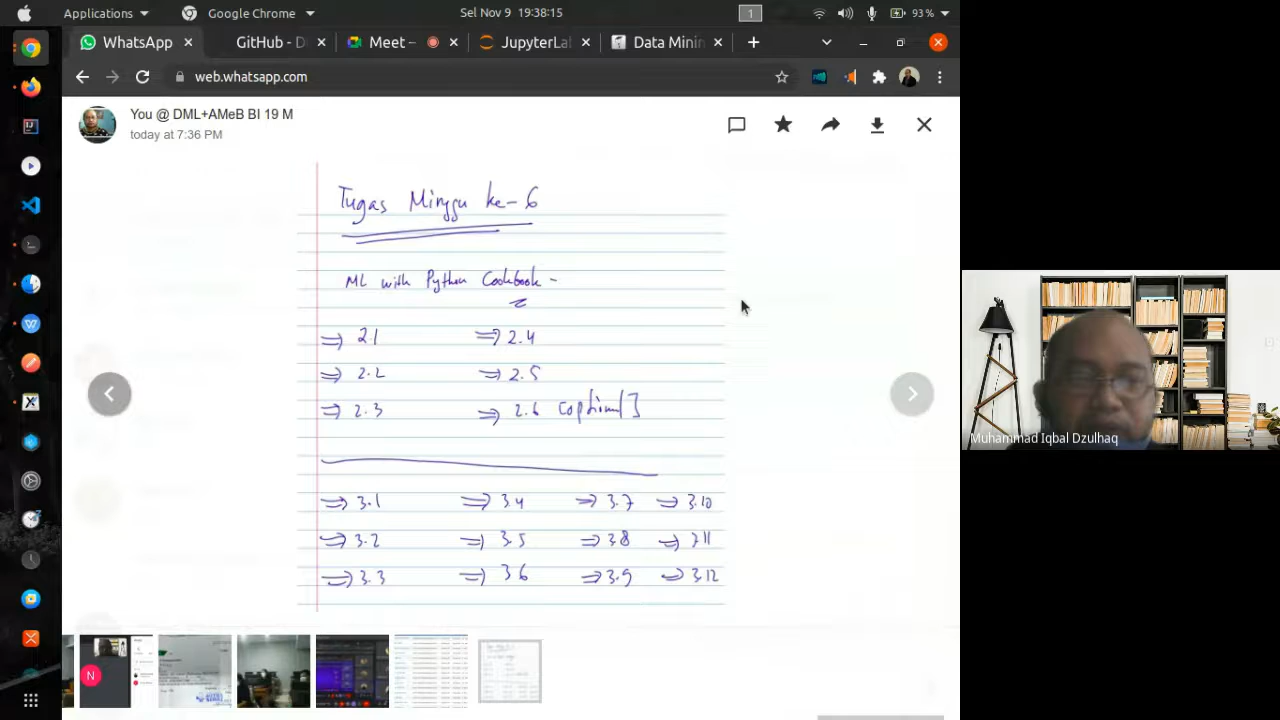 Applications
Google Chrome
Sel Nov 9 19:38:15
1
93 %
WhatsApp
GitHub - D
Meet –
JupyterLa
Data Minin
web.whatsapp.com
You @ DML+AMeB BI 19 M
today at 7:36 PM
Tugas Minggu ke-6
ML with Python Cookbook -
⇒ 2.1 ⇒ 2.4
⇒ 2.2 ⇒ 2.5
⇒ 2.3 ⇒ 2.6 [optional]
⇒ 3.1 ⇒ 3.4 ⇒ 3.7 ⇒ 3.10
⇒ 3.2 ⇒ 3.5 ⇒ 3.8 ⇒ 3.11
⇒ 3.3 ⇒ 3.6 ⇒ 3.9 ⇒ 3.12
N
Muhammad Iqbal Dzulhaq